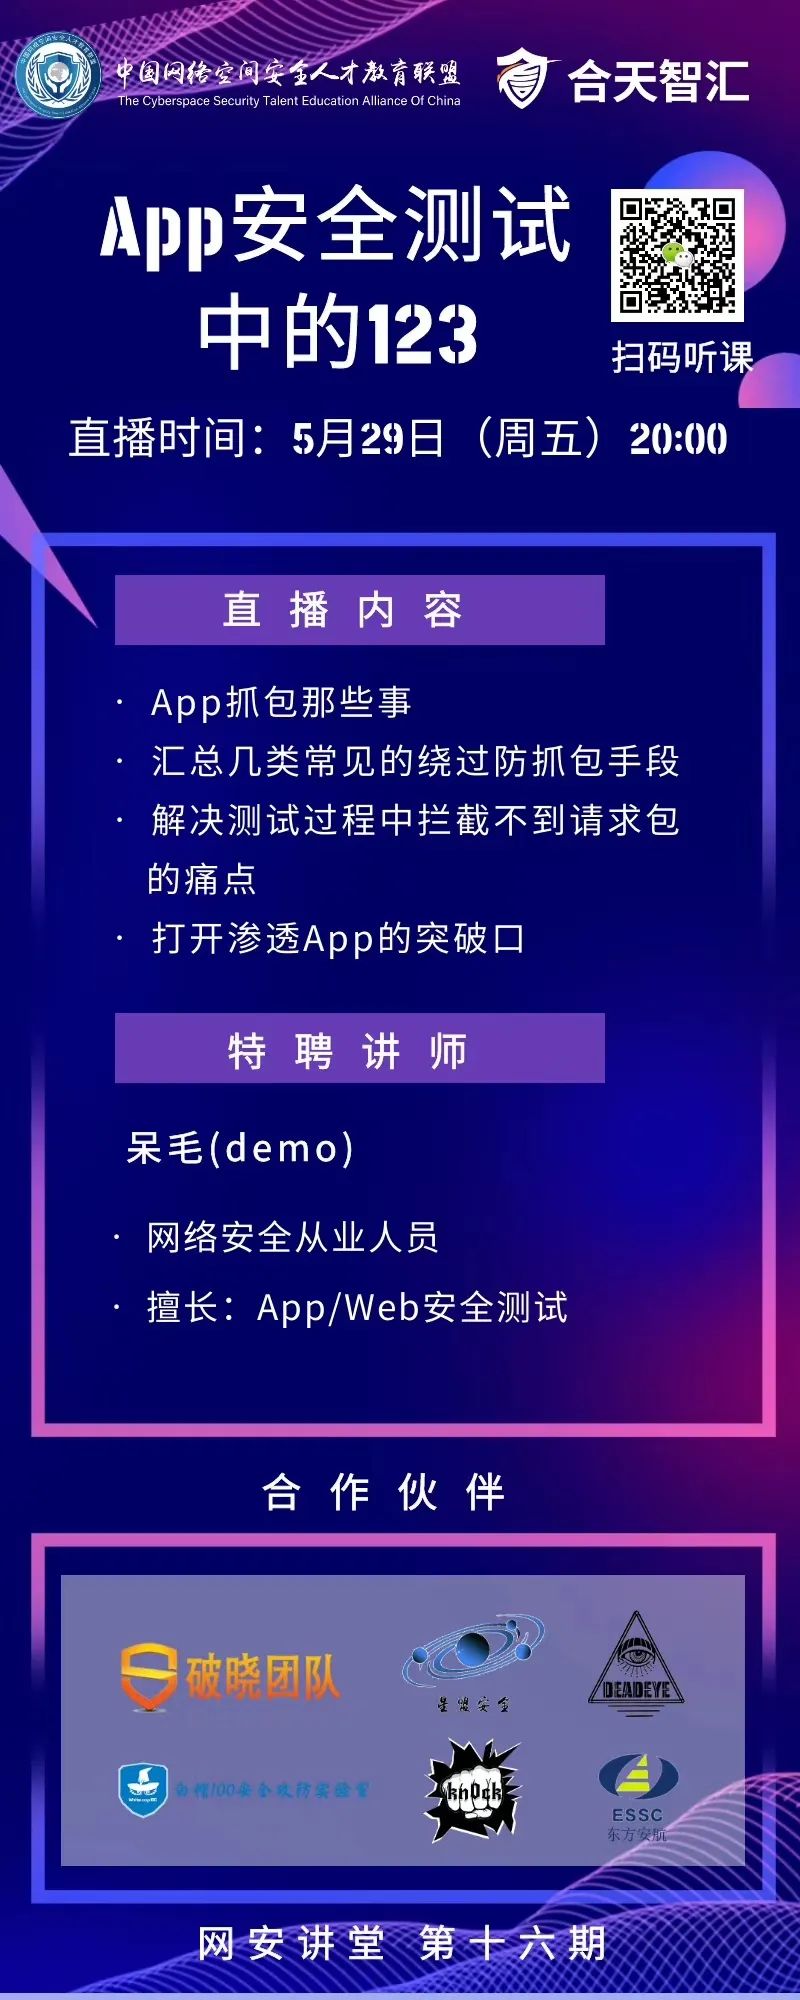 中国网络空间安全人才教育联盟
The Cyberspace Security Talent Education Alliance Of China
合天智汇
App安全测试
中的123
扫码听课
直播时间：5月29日（周五）20:00
直播内容
· App抓包那些事
· 汇总几类常见的绕过防抓包手段
· 解决测试过程中拦截不到请求包
的痛点
· 打开渗透App的突破口
特聘讲师
呆毛(demo)
· 网络安全从业人员
· 擅长：App/Web安全测试
合作伙伴
破晓团队
星盟安全
DEADEYE
白帽100安全攻防实验室
kn0ck
ESSC
东方安航
网安讲堂 第十六期